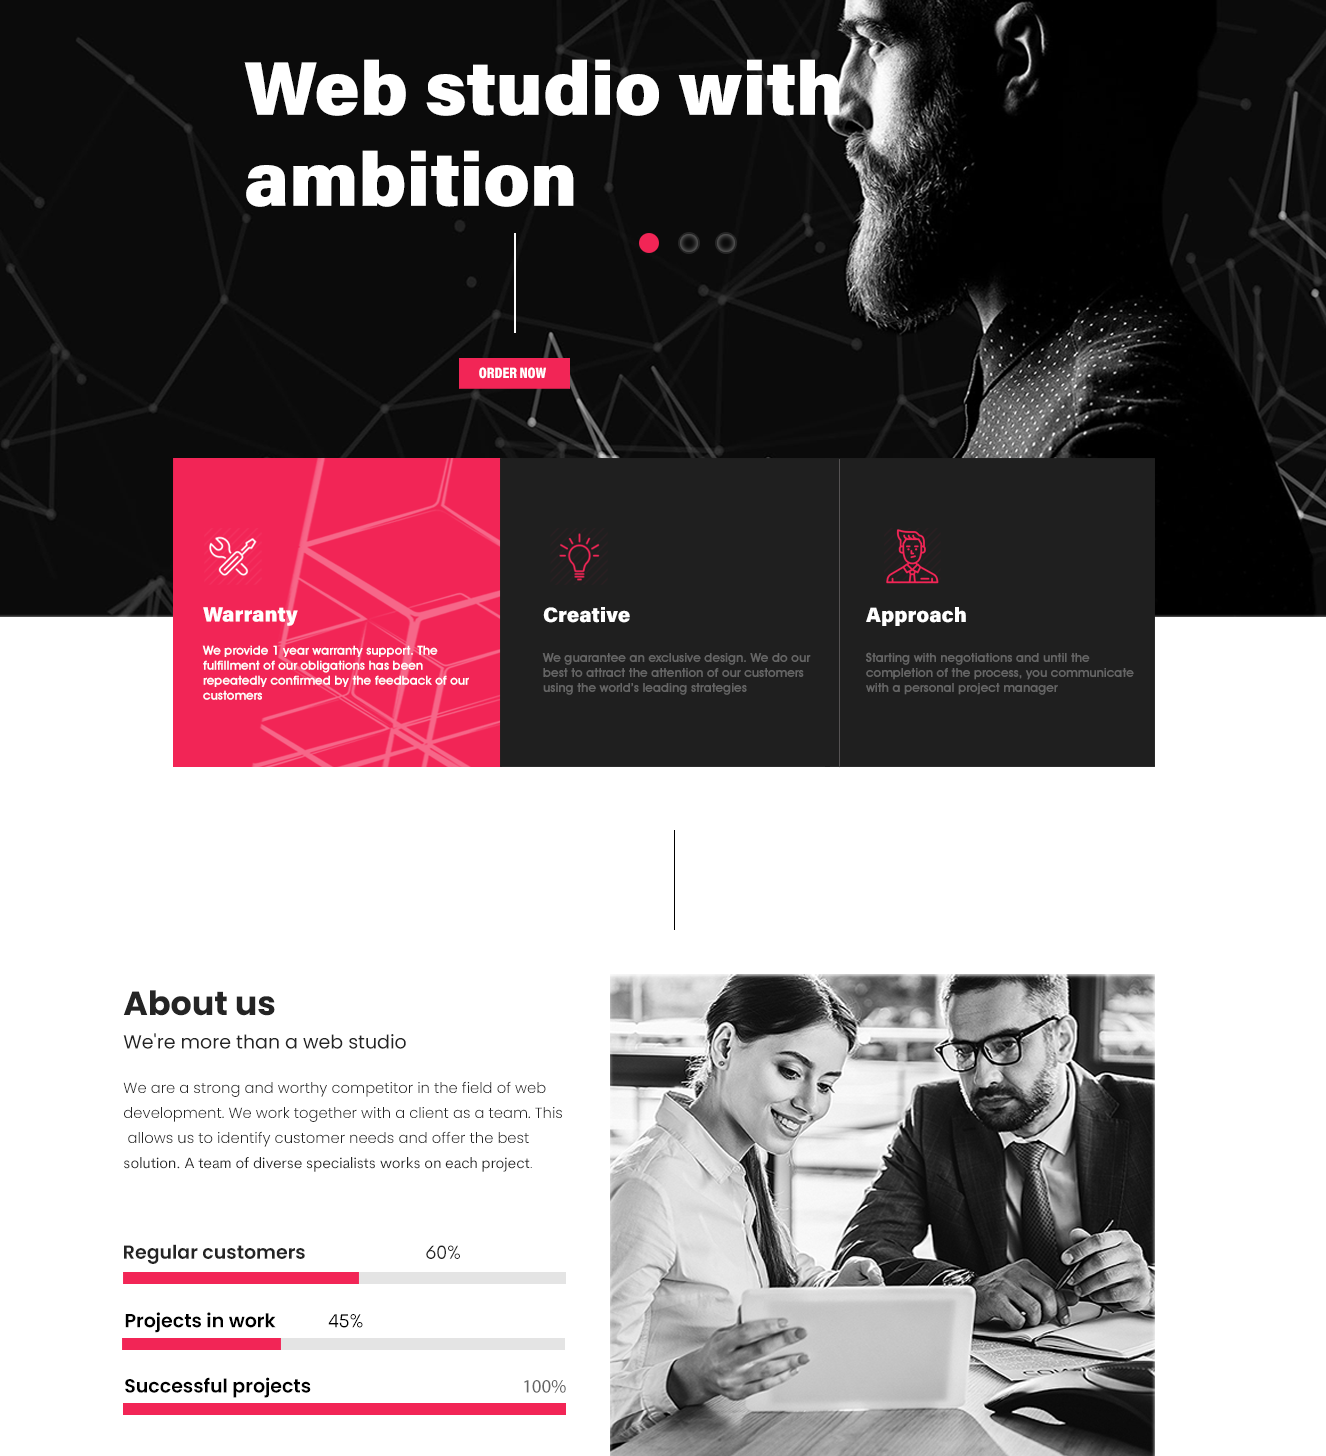 Web studio with
ambition
ORDER NOW
Warranty
We provide 1 year warranty support. The
fulfillment of our obligations has been
repeatedly confirmed by the feedback of our
customers
Creative
We guarantee an exclusive design. We do our
best to attract the attention of our customers
using the world's leading strategies
Approach
Starting with negotiations and until the
completion of the process, you communicate
with a personal project manager
About us
We're more than a web studio
We are a strong and worthy competitor in the field of web
development. We work together with a client as a team. This
allows us to identify customer needs and offer the best
solution. A team of diverse specialists works on each project.
Regular customers 60%
Projects in work 45%
Successful projects 100%